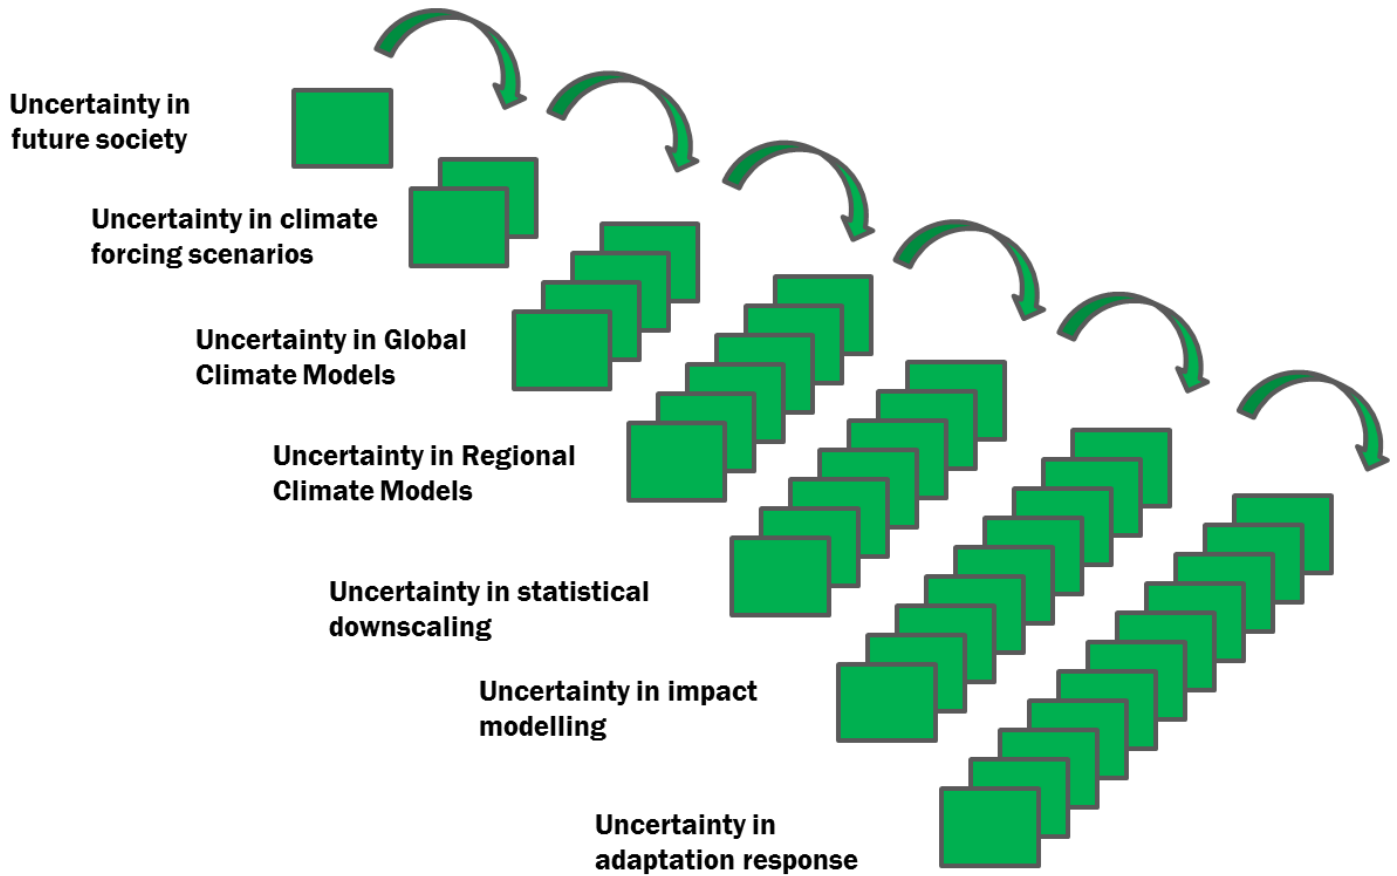 Uncertainty in
future society
Uncertainty in climate
forcing scenarios
Uncertainty in Global
Climate Models
Uncertainty in Regional
Climate Models
Uncertainty in statistical
downscaling
Uncertainty in impact
modelling
Uncertainty in
adaptation response